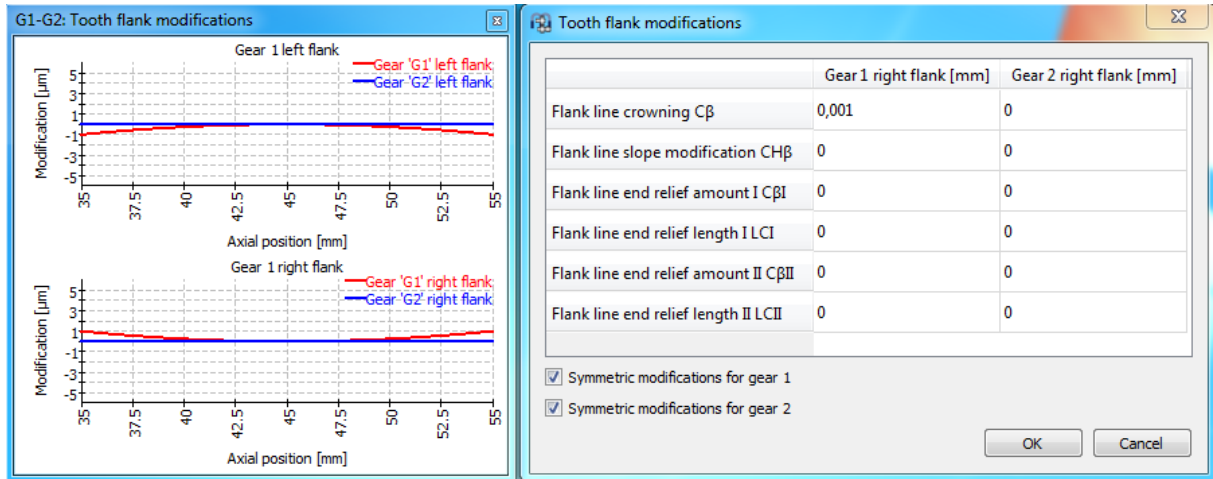 G1-G2: Tooth flank modifications
Gear 1 left flank
Gear 'G1' left flank
Gear 'G2' left flank
Modification [µm]
5
3
1
-1
-3
-5
35
37.5
40
42.5
45
47.5
50
52.5
55
Axial position [mm]
Gear 1 right flank
Gear 'G1' right flank
Gear 'G2' right flank
Modification [µm]
5
3
1
-1
-3
-5
35
37.5
40
42.5
45
47.5
50
52.5
55
Axial position [mm]
Tooth flank modifications
Gear 1 right flank [mm] Gear 2 right flank [mm]
Flank line crowning Cβ 0,001 0
Flank line slope modification CHβ 0 0
Flank line end relief amount I CβI 0 0
Flank line end relief length I LCI 0 0
Flank line end relief amount II CβII 0 0
Flank line end relief length II LCII 0 0
Symmetric modifications for gear 1
Symmetric modifications for gear 2
OK Cancel